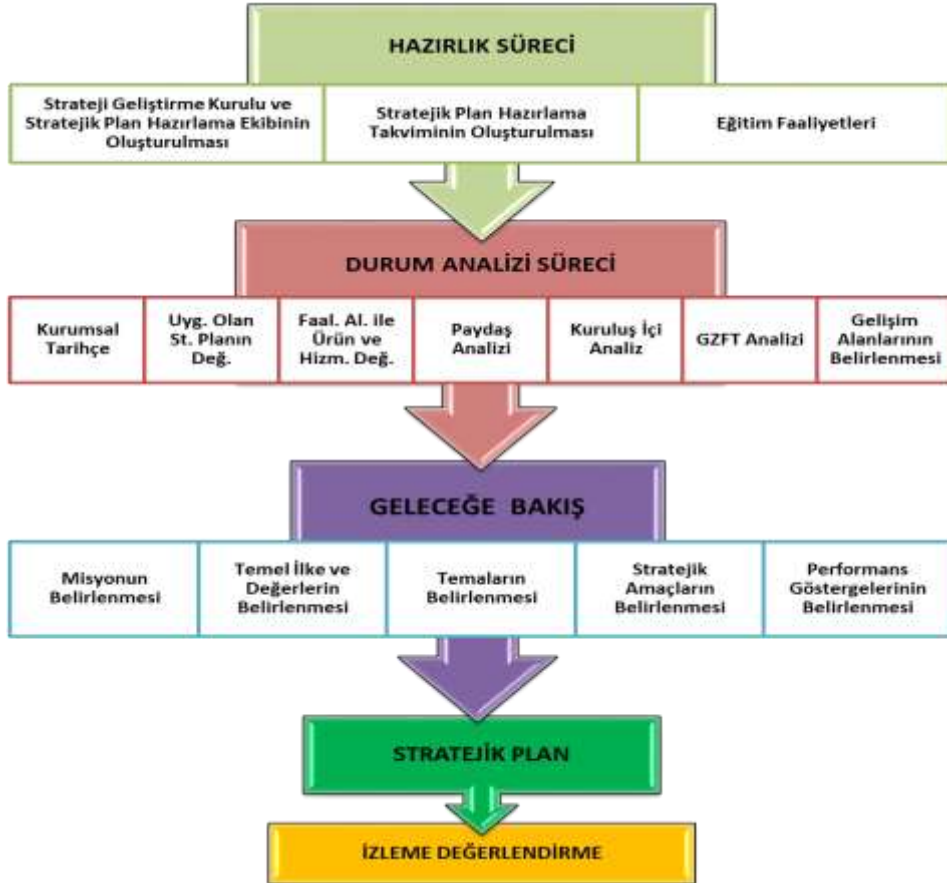 HAZIRLIK SÜRECİ
Strateji Geliştirme Kurulu ve
Stratejik Plan Hazırlama Ekibinin
Oluşturulması
Stratejik Plan Hazırlama
Takviminin Oluşturulması
Eğitim Faaliyetleri
DURUM ANALİZİ SÜRECİ
Kurumsal
Tarihçe
Uyg. Olan
St. Planın
Değ.
Faal. Al. ile
Ürün ve
Hizm. Değ.
Paydaş
Analizi
Kuruluş İçi
Analiz
GZFT Analizi
Gelişim
Alanlarının
Belirlenmesi
GELECEĞE BAKIŞ
Misyonun
Belirlenmesi
Temel İlke ve
Değerlerin
Belirlenmesi
Temaların
Belirlenmesi
Stratejik
Amaçların
Belirlenmesi
Performans
Göstergelerinin
Belirlenmesi
STRATEJİK PLAN
İZLEME DEĞERLENDİRME